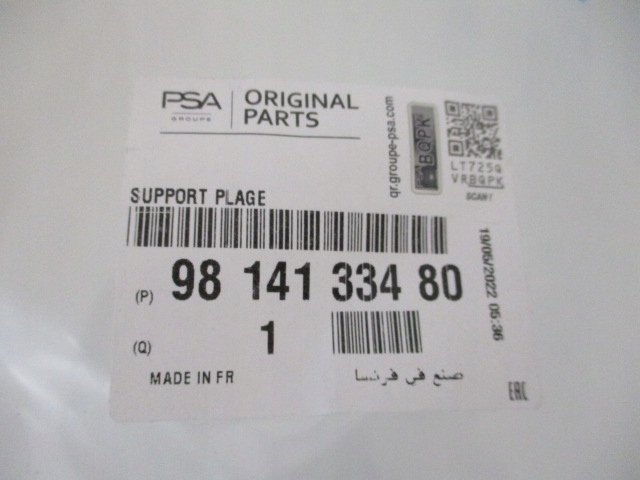 PSA
GROUPE
ORIGINAL
PARTS
qr.groupe-psa.com
BQPK
LT725Q
VRBQPK
SCAN!
SUPPORT PLAGE
(P) 98 141 334 80
(Q) 1
19/05/2022 05:36
MADE IN FR
صنع في فرنسا
EAC